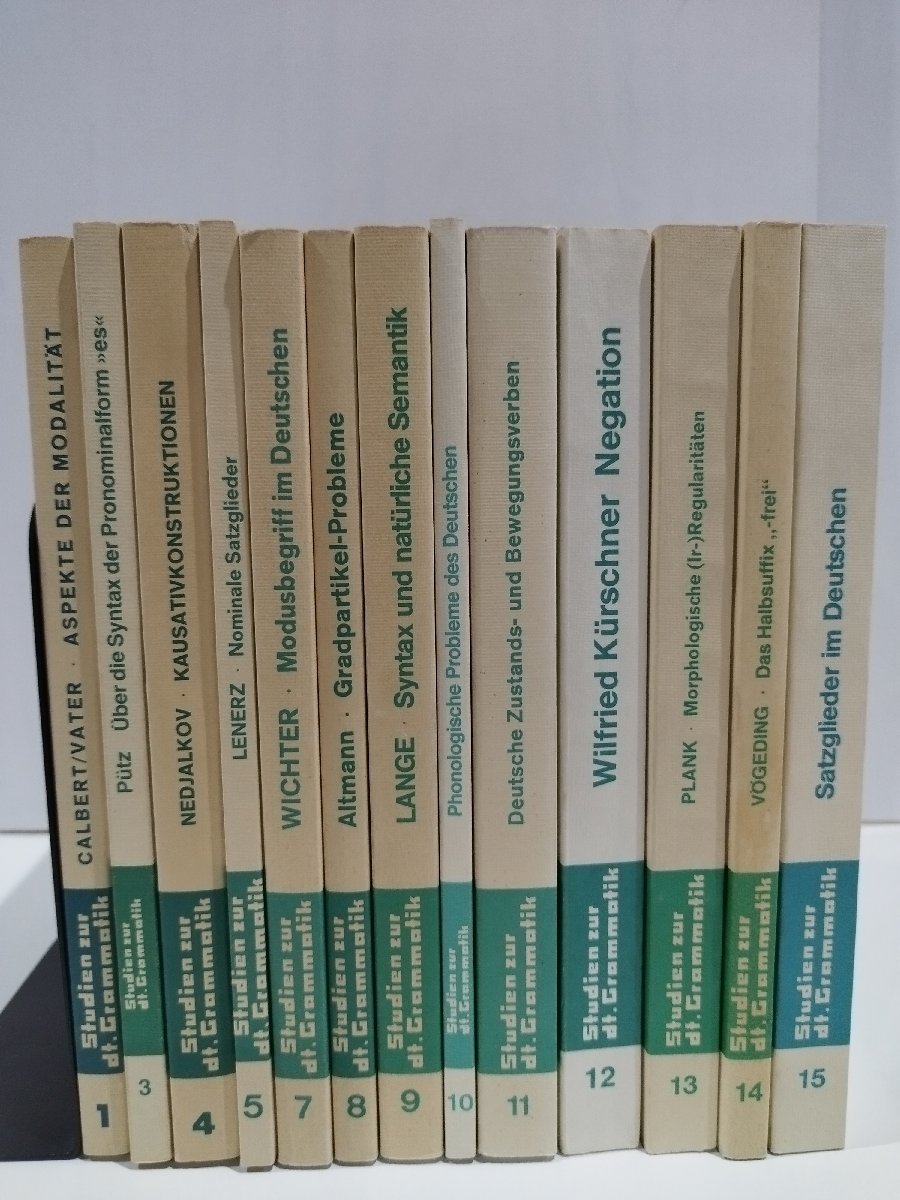 CALBERT/VATER · ASPEKTE DER MODALITÄT
Studien zur
dt. Grammatik
1
Pütz Über die Syntax der Pronominalform »es«
Studien zur
dt. Grammatik
3
NEDJALKOV · KAUSATIVKONSTRUKTIONEN
Studien zur
dt. Grammatik
4
LENERZ · Nominale Satzglieder
Studien zur
dt. Grammatik
5
WICHTER · Modusbegriff im Deutschen
Studien zur
dt. Grammatik
7
Altmann · Gradpartikel-Probleme
Studien zur
dt. Grammatik
8
LANGE · Syntax und natürliche Semantik
Studien zur
dt. Grammatik
9
Phonologische Probleme des Deutschen
Studien zur
dt. Grammatik
10
Deutsche Zustands- und Bewegungsverben
Studien zur
dt. Grammatik
11
Wilfried Kürschner Negation
Studien zur
dt. Grammatik
12
PLANK · Morphologische (Ir-)Regularitäten
Studien zur
dt. Grammatik
13
VÖGEDING · Das Halbsuffix „-frei“
Studien zur
dt. Grammatik
14
Satzglieder im Deutschen
Studien zur
dt. Grammatik
15